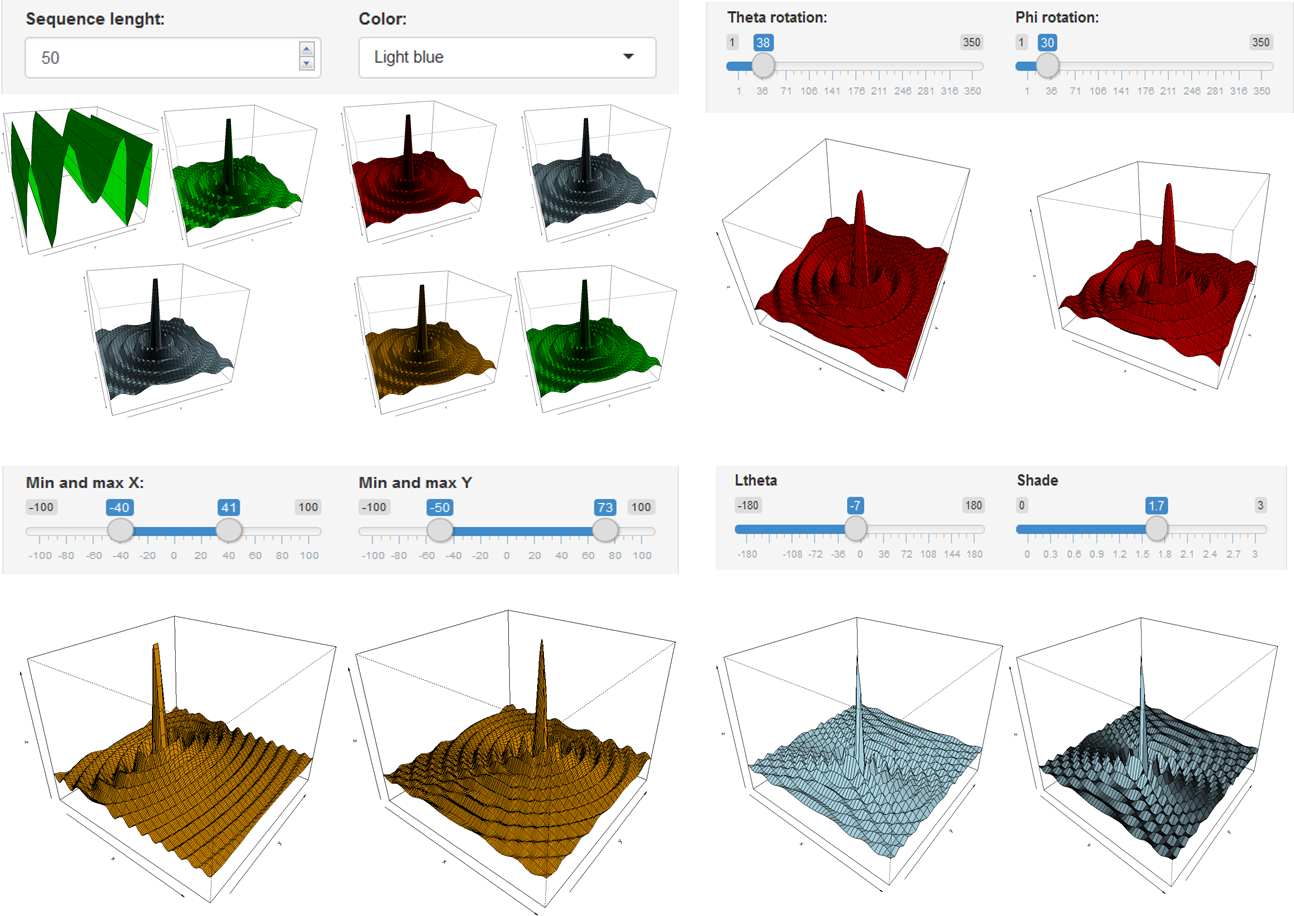 Sequence lenght:
Color:
50
Light blue
Theta rotation:
Phi rotation:
1 38 350
1 30 350
1 36 71 106 141 176 211 246 281 316 350
1 36 71 106 141 176 211 246 281 316 350
Min and max X:
Min and max Y
-100 -40 41 100
-100 -50 73 100
-100 -80 -60 -40 -20 0 20 40 60 80 100
-100 -80 -60 -40 -20 0 20 40 60 80 100
Ltheta
Shade
-180 -7 180
0 1.7 3
-180 -108 -72 -36 0 36 72 108 144 180
0 0.3 0.6 0.9 1.2 1.5 1.8 2.1 2.4 2.7 3